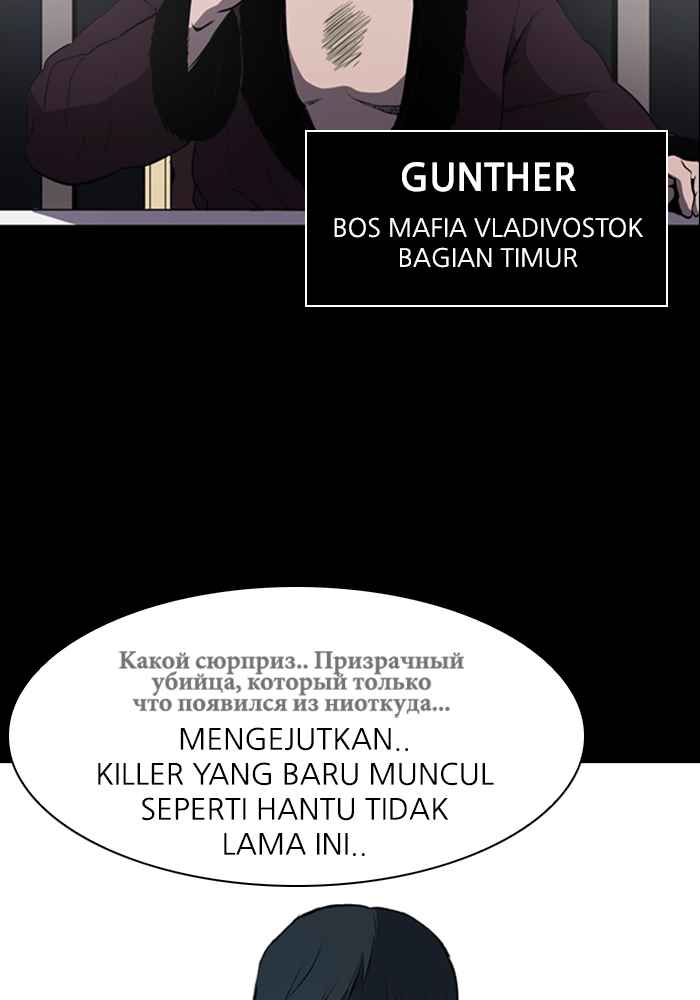 GUNTHER
BOS MAFIA VLADIVOSTOK
BAGIAN TIMUR
Какой сюрприз.. Призрачный
убийца, который только
что появился из ниоткуда...
MENGEJUTKAN..
KILLER YANG BARU MUNCUL
SEPERTI HANTU TIDAK
LAMA INI..